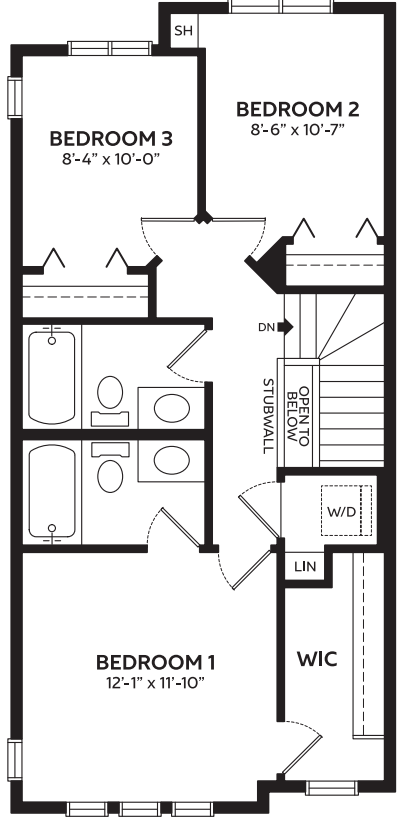 SH
BEDROOM 2
8'-6" x 10'-7"
BEDROOM 3
8'-4" x 10'-0"
DN
STUBWALL
OPEN TO
BELOW
W/D
LIN
WIC
BEDROOM 1
12'-1" x 11'-10"